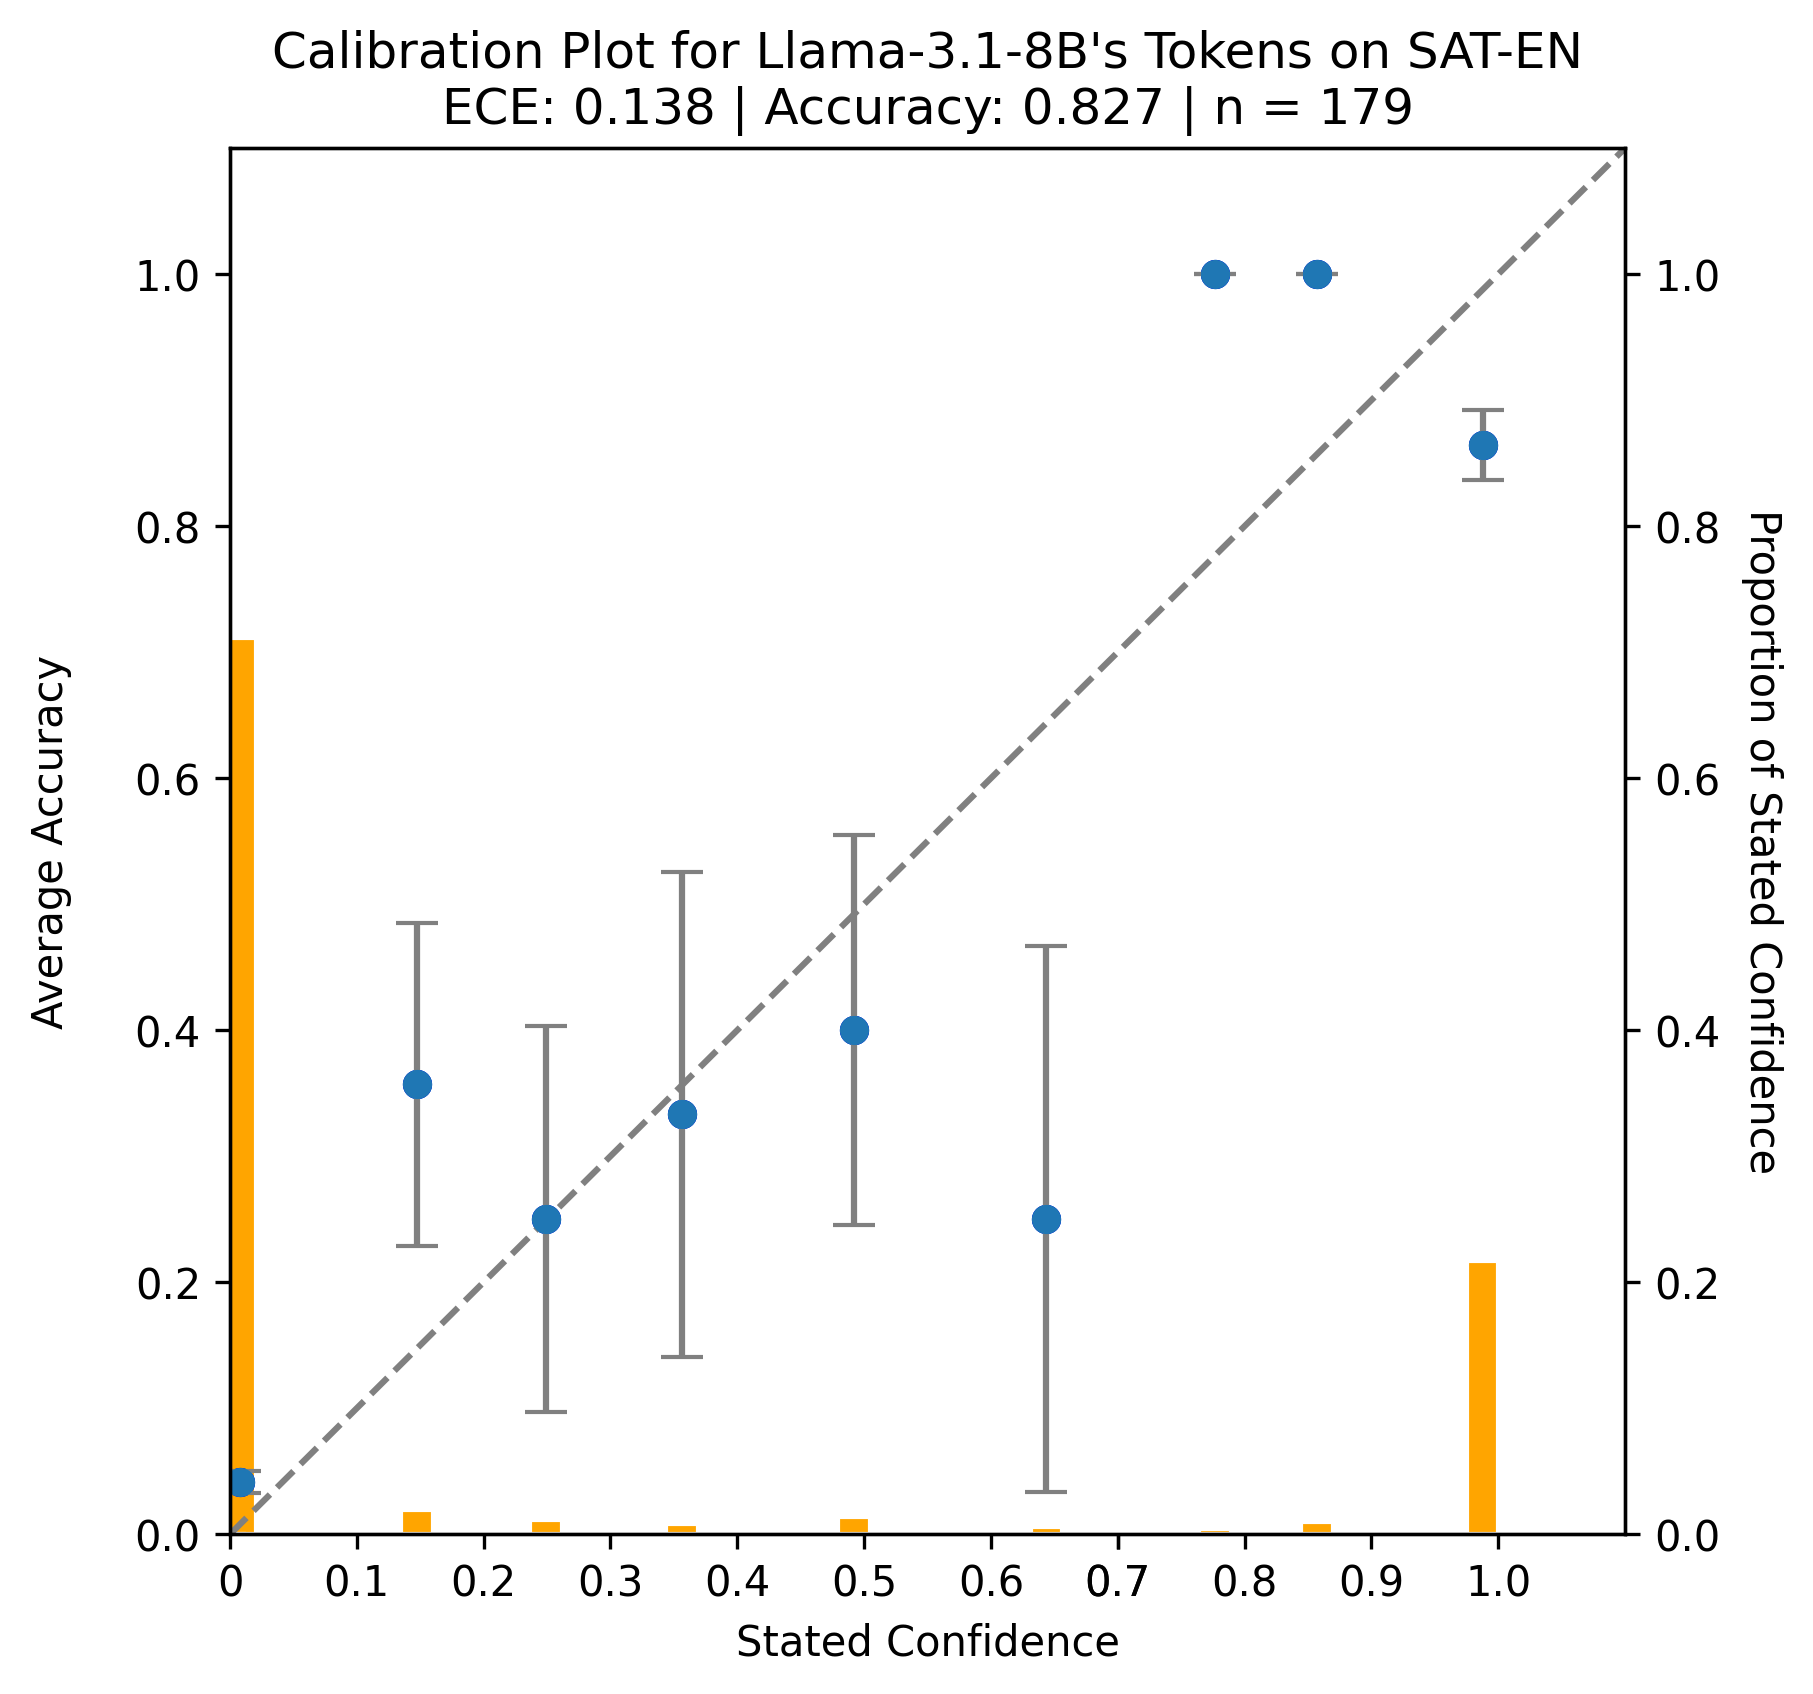 Calibration Plot for Llama-3.1-8B's Tokens on SAT-EN
ECE: 0.138 | Accuracy: 0.827 | n = 179
Average Accuracy
1.0
0.8
0.6
0.4
0.2
0.0
0 0.1 0.2 0.3 0.4 0.5 0.6 0.7 0.8 0.9 1.0
Stated Confidence
1.0
0.8
0.6
0.4
0.2
0.0
Proportion of Stated Confidence